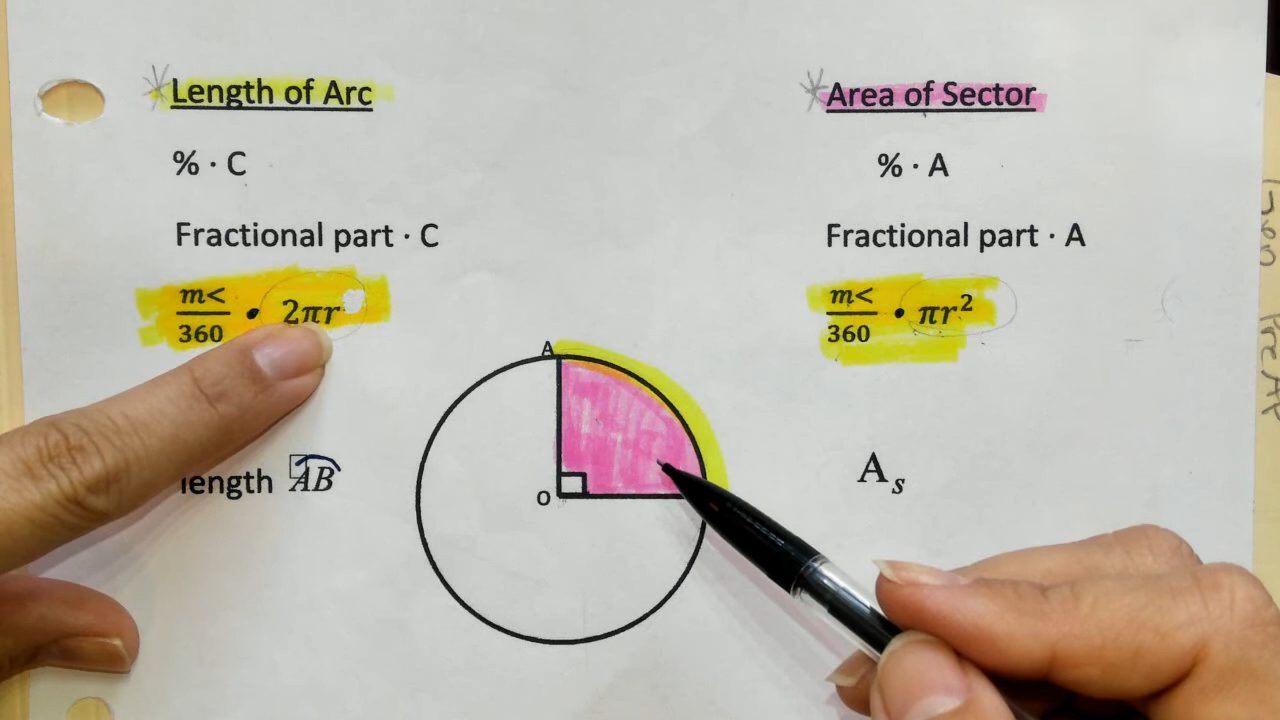 Length of Arc
% · C
Fractional part · C
m<
360
• 2πr
length AB
Area of Sector
% · A
Fractional part · A
m<
360
• πr²
A
O
Aₛ